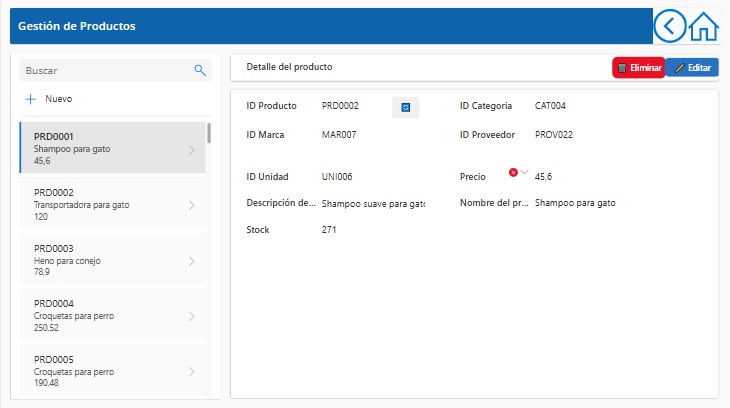 Gestión de Productos
Buscar
Nuevo
PRD0001
Shampoo para gato
45,6
PRD0002
Transportadora para gato
120
PRD0003
Heno para conejo
78,9
PRD0004
Croquetas para perro
250,52
PRD0005
Croquetas para perro
190,48
Detalle del producto
Eliminar
Editar
ID Producto PRD0002 ID Categoria CAT004
ID Marca MAR007 ID Proveedor PROV022
ID Unidad UNI006 Precio 45,6
Descripción de... Shampoo suave para gato Nombre del pr... Shampoo para gato
Stock 271